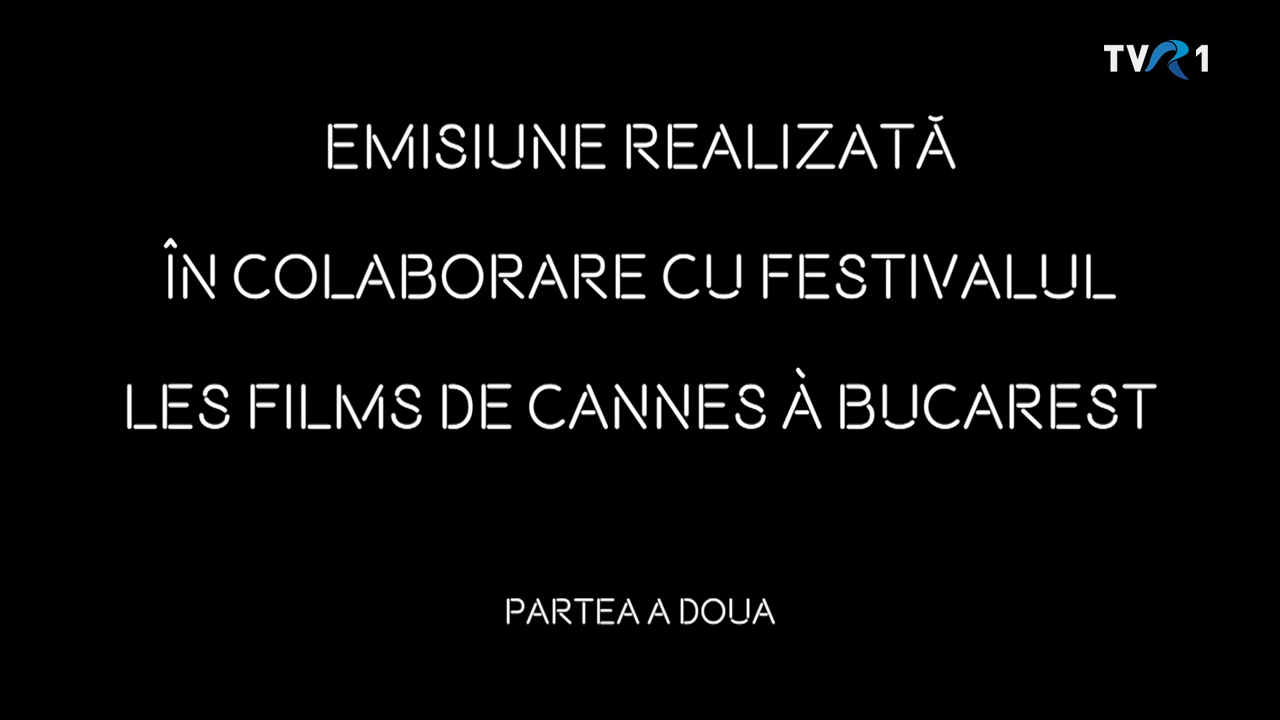 TVR1
EMISIUNE REALIZATĂ
ÎN COLABORARE CU FESTIVALUL
LES FILMS DE CANNES À BUCAREST
PARTEA A DOUA